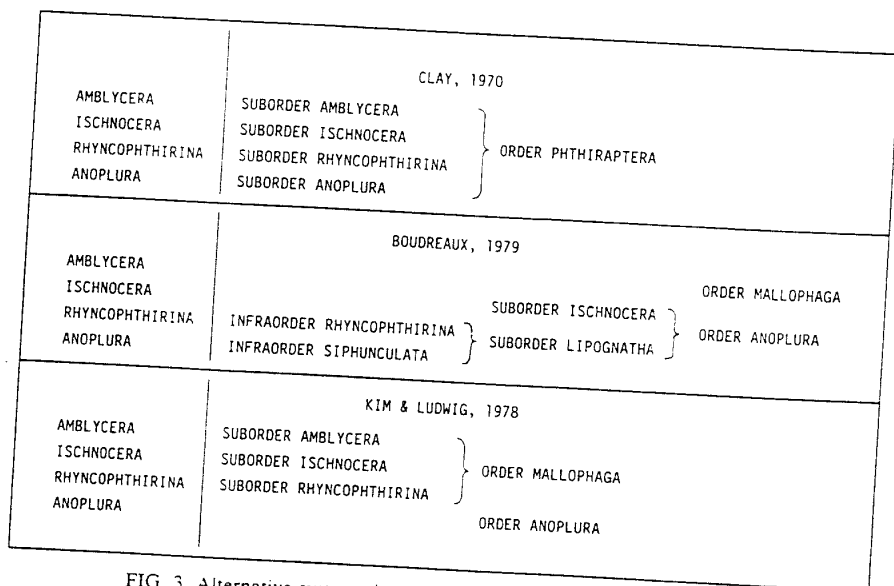 CLAY, 1970
AMBLYCERA SUBORDER AMBLYCERA
ISCHNOCERA SUBORDER ISCHNOCERA
RHYNCOPHTHIRINA SUBORDER RHYNCOPHTHIRINA ORDER PHTHIRAPTERA
ANOPLURA SUBORDER ANOPLURA
BOUDREAUX, 1979
AMBLYCERA ORDER MALLOPHAGA
ISCHNOCERA SUBORDER ISCHNOCERA
RHYNCOPHTHIRINA INFRAORDER RHYNCOPHTHIRINA ORDER ANOPLURA
ANOPLURA INFRAORDER SIPHUNCULATA SUBORDER LIPOGNATHA
KIM & LUDWIG, 1978
AMBLYCERA SUBORDER AMBLYCERA
ISCHNOCERA SUBORDER ISCHNOCERA ORDER MALLOPHAGA
RHYNCOPHTHIRINA SUBORDER RHYNCOPHTHIRINA
ANOPLURA ORDER ANOPLURA
FIG. 3. Alternative